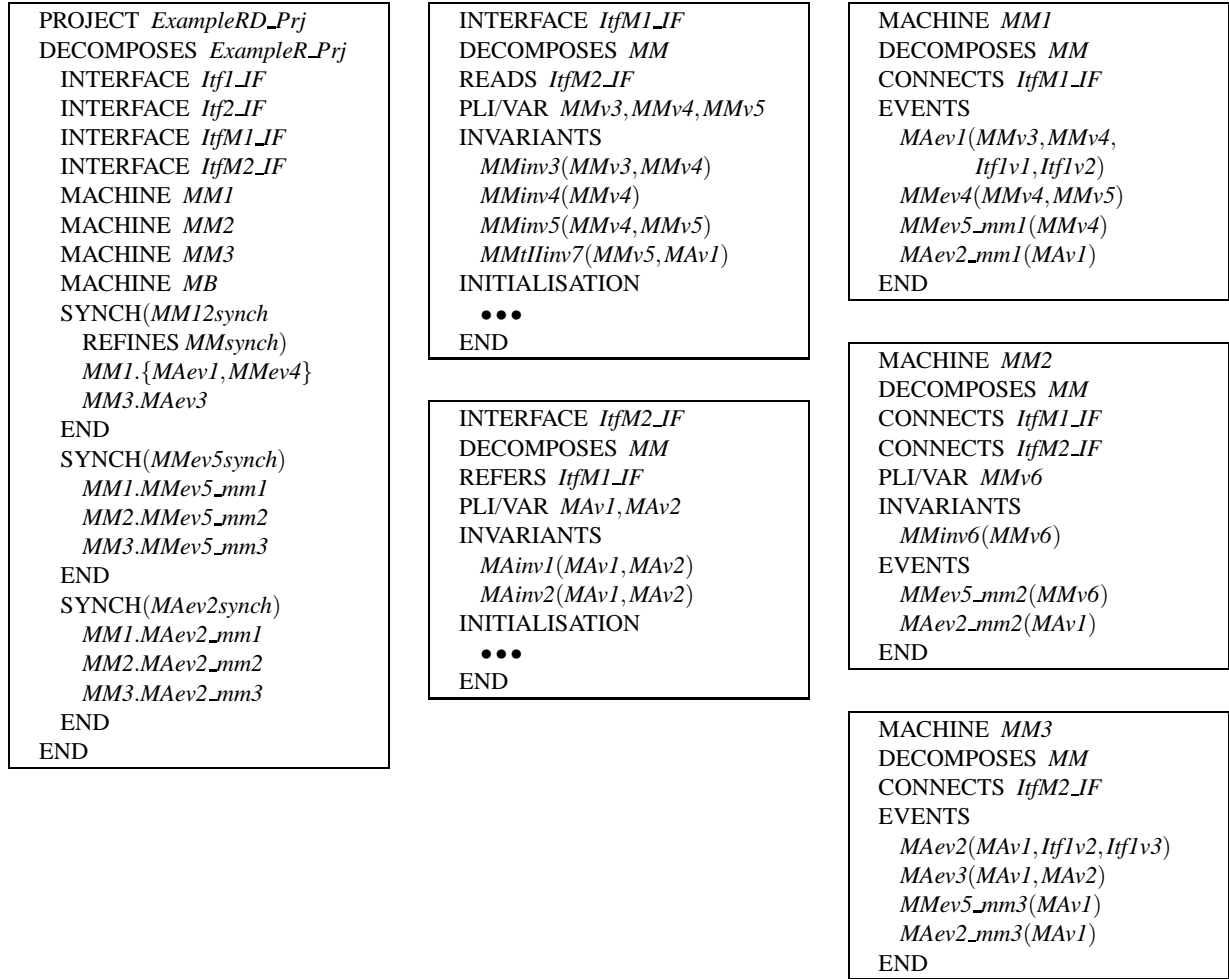 PROJECT ExampleRD_Prj
DECOMPOSES ExampleR_Prj
INTERFACE Itf1_IF
INTERFACE Itf2_IF
INTERFACE ItfM1_IF
INTERFACE ItfM2_IF
MACHINE MM1
MACHINE MM2
MACHINE MM3
MACHINE MB
SYNCH(MM12synch
REFINES MMsynch)
MM1.{MAev1,MMev4}
MM3.MAev3
END
SYNCH(MMev5synch)
MM1.MMev5_mm1
MM2.MMev5_mm2
MM3.MMev5_mm3
END
SYNCH(MAev2synch)
MM1.MAev2_mm1
MM2.MAev2_mm2
MM3.MAev2_mm3
END
END
INTERFACE ItfM1_IF
DECOMPOSES MM
READS ItfM2_IF
PLI/VAR MMv3,MMv4,MMv5
INVARIANTS
MMinv3(MMv3,MMv4)
MMinv4(MMv4)
MMinv5(MMv4,MMv5)
MMtIIinv7(MMv5,MAv1)
INITIALISATION
•••
END
INTERFACE ItfM2_IF
DECOMPOSES MM
REFERS ItfM1_IF
PLI/VAR MAv1,MAv2
INVARIANTS
MAinv1(MAv1,MAv2)
MAinv2(MAv1,MAv2)
INITIALISATION
•••
END
MACHINE MM1
DECOMPOSES MM
CONNECTS ItfM1_IF
EVENTS
MAev1(MMv3,MMv4,
Itf1v1,Itf1v2)
MMev4(MMv4,MMv5)
MMev5_mm1(MMv4)
MAev2_mm1(MAv1)
END
MACHINE MM2
DECOMPOSES MM
CONNECTS ItfM1_IF
CONNECTS ItfM2_IF
PLI/VAR MMv6
INVARIANTS
MMinv6(MMv6)
EVENTS
MMev5_mm2(MMv6)
MAev2_mm2(MAv1)
END
MACHINE MM3
DECOMPOSES MM
CONNECTS ItfM2_IF
EVENTS
MAev2(MAv1,Itf1v2,Itf1v3)
MAev3(MAv1,MAv2)
MMev5_mm3(MAv1)
MAev2_mm3(MAv1)
END